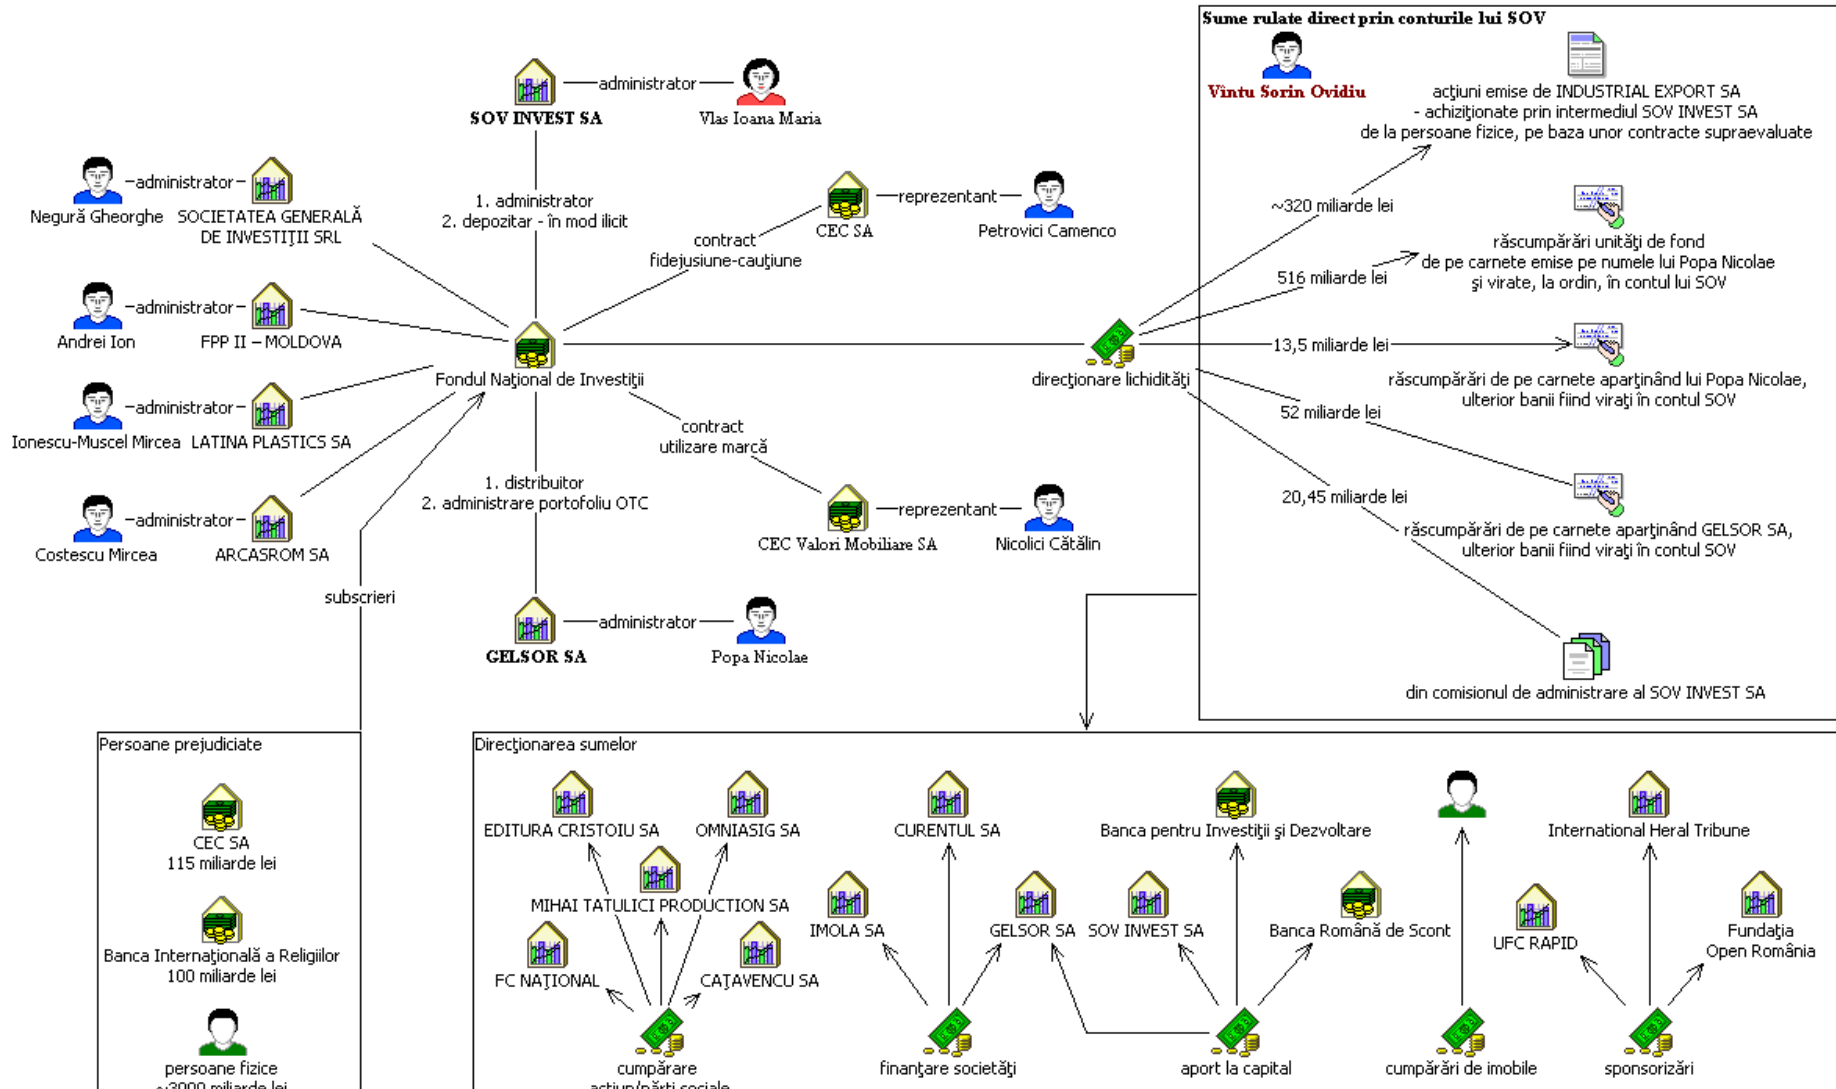 Sume rulate direct prin conturile lui SOV
Vîntu Sorin Ovidiu
acţiuni emise de INDUSTRIAL EXPORT SA
- achiziţionate prin intermediul SOV INVEST SA
de la persoane fizice, pe baza unor contracte supraevaluate
~320 miliarde lei
răscumpărări unităţi de fond
de pe carnete emise pe numele lui Popa Nicolae
şi virate, la ordin, în contul lui SOV
516 miliarde lei
13,5 miliarde lei
răscumpărări de pe carnete aparţinând lui Popa Nicolae,
ulterior banii fiind viraţi în contul SOV
52 miliarde lei
răscumpărări de pe carnete aparţinând GELSOR SA,
ulterior banii fiind viraţi în contul SOV
20,45 miliarde lei
din comisionul de administrare al SOV INVEST SA
direcţionare lichidităţi
administrator
SOV INVEST SA
Vlas Ioana Maria
1. administrator
2. depozitar - în mod ilicit
administrator
Negură Gheorghe
SOCIETATEA GENERALĂ
DE INVESTIŢII SRL
reprezentant
CEC SA
Petrovici Camenco
contract
fidejusiune-cauţiune
administrator
Andrei Ion
FPP II – MOLDOVA
Fondul Naţional de Investiţii
administrator
Ionescu-Muscel Mircea
LATINA PLASTICS SA
contract
utilizare marcă
1. distribuitor
2. administrare portofoliu OTC
administrator
Costescu Mircea
ARCASROM SA
reprezentant
CEC Valori Mobiliare SA
Nicolici Cătălin
subscrieri
administrator
GELSOR SA
Popa Nicolae
Persoane prejudiciate
CEC SA
115 miliarde lei
Banca Internaţională a Religiilor
100 miliarde lei
persoane fizice
~3000 miliarde lei
Direcţionarea sumelor
EDITURA CRISTOIU SA
OMNIASIG SA
MIHAI TATULICI PRODUCTION SA
FC NAŢIONAL
CAŢAVENCU SA
cumpărare
acţiun/părţi sociale
CURENTUL SA
IMOLA SA
GELSOR SA
finanţare societăţi
Banca pentru Investiţii şi Dezvoltare
SOV INVEST SA
Banca Română de Scont
aport la capital
cumpărări de imobile
International Heral Tribune
UFC RAPID
Fundaţia
Open România
sponsorizări